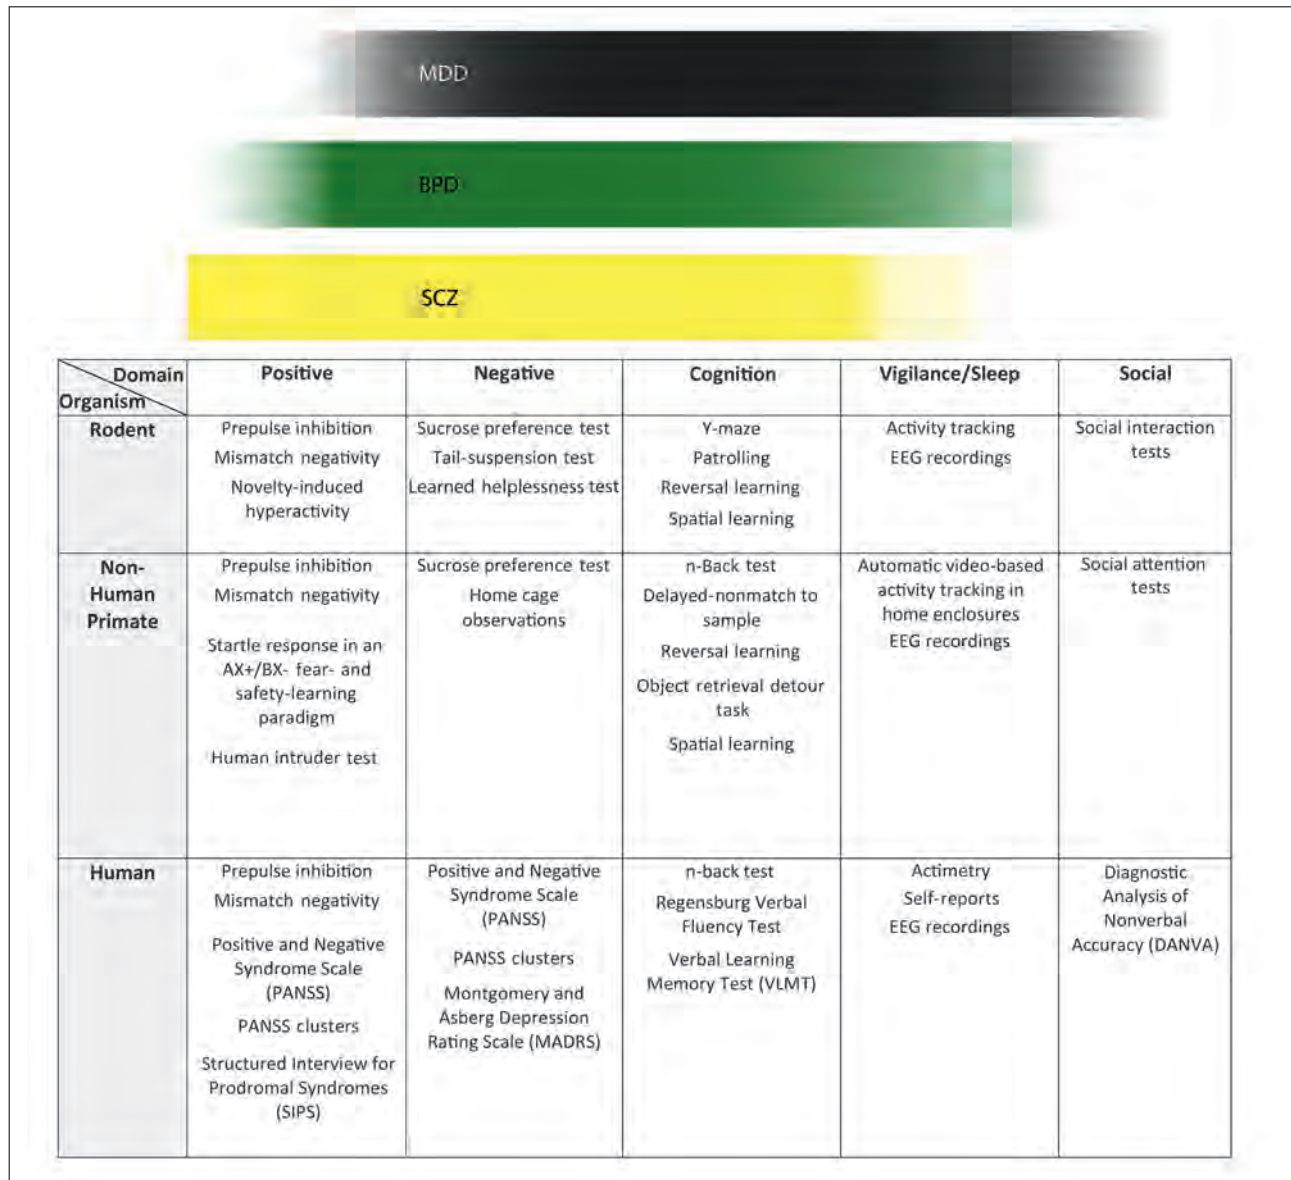 MDD
BPD
SCZ
Domain
Organism
Positive
Negative
Cognition
Vigilance/Sleep
Social
Rodent
Prepulse inhibition
Mismatch negativity
Novelty-induced
hyperactivity
Sucrose preference test
Tail-suspension test
Learned helplessness test
Y-maze
Patrolling
Reversal learning
Spatial learning
Activity tracking
EEG recordings
Social interaction
tests
Non-
Human
Primate
Prepulse inhibition
Mismatch negativity
Startle response in an
AX+/BX- fear- and
safety-learning
paradigm
Human intruder test
Sucrose preference test
Home cage
observations
n-Back test
Delayed-nonmatch to
sample
Reversal learning
Object retrieval detour
task
Spatial learning
Automatic video-based
activity tracking in
home enclosures
EEG recordings
Social attention
tests
Human
Prepulse inhibition
Mismatch negativity
Positive and Negative
Syndrome Scale
(PANSS)
PANSS clusters
Structured Interview for
Prodromal Syndromes
(SIPS)
Positive and Negative
Syndrome Scale
(PANSS)
PANSS clusters
Montgomery and
Asberg Depression
Rating Scale (MADRS)
n-back test
Regensburg Verbal
Fluency Test
Verbal Learning
Memory Test (VLMT)
Actimetry
Self-reports
EEG recordings
Diagnostic
Analysis of
Nonverbal
Accuracy (DANVA)